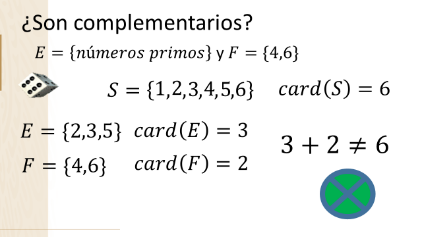 ¿Son complementarios?
E = {números primos} y F = {4,6}
S = {1,2,3,4,5,6} card(S) = 6
E = {2,3,5} card(E) = 3
F = {4,6} card(F) = 2
3 + 2 ≠ 6